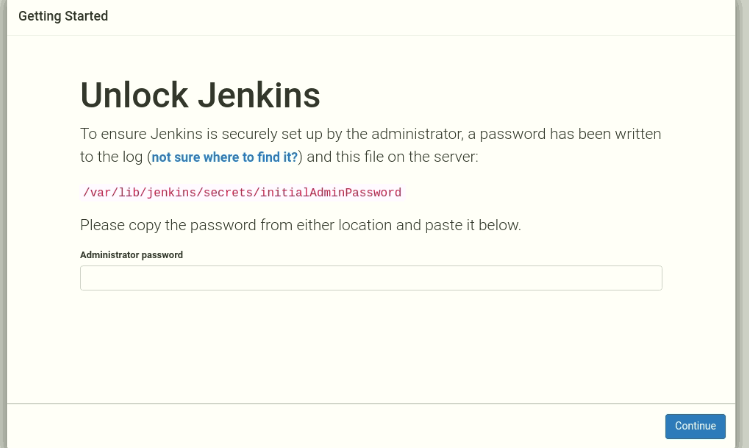 Getting Started
Unlock Jenkins
To ensure Jenkins is securely set up by the administrator, a password has been written
to the log (not sure where to find it?) and this file on the server:
/var/lib/jenkins/secrets/initialAdminPassword
Please copy the password from either location and paste it below.
Administrator password
Continue